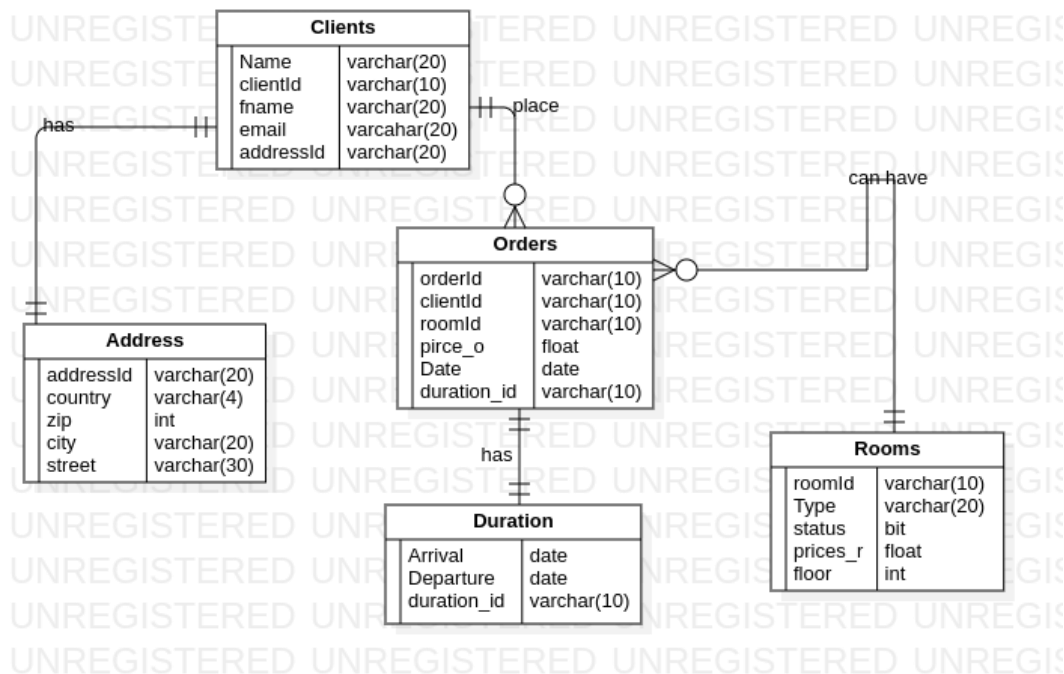 Clients
Name varchar(20)
clientId varchar(10)
fname varchar(20)
email varcahar(20)
addressId varchar(20)
has
place
can have
Orders
orderId varchar(10)
clientId varchar(10)
roomId varchar(10)
pirce_o float
Date date
duration_id varchar(10)
Address
addressId varchar(20)
country varchar(4)
zip int
city varchar(20)
street varchar(30)
has
Rooms
roomId varchar(10)
Type varchar(20)
status bit
prices_r float
floor int
Duration
Arrival date
Departure date
duration_id varchar(10)
UNREGISTERED